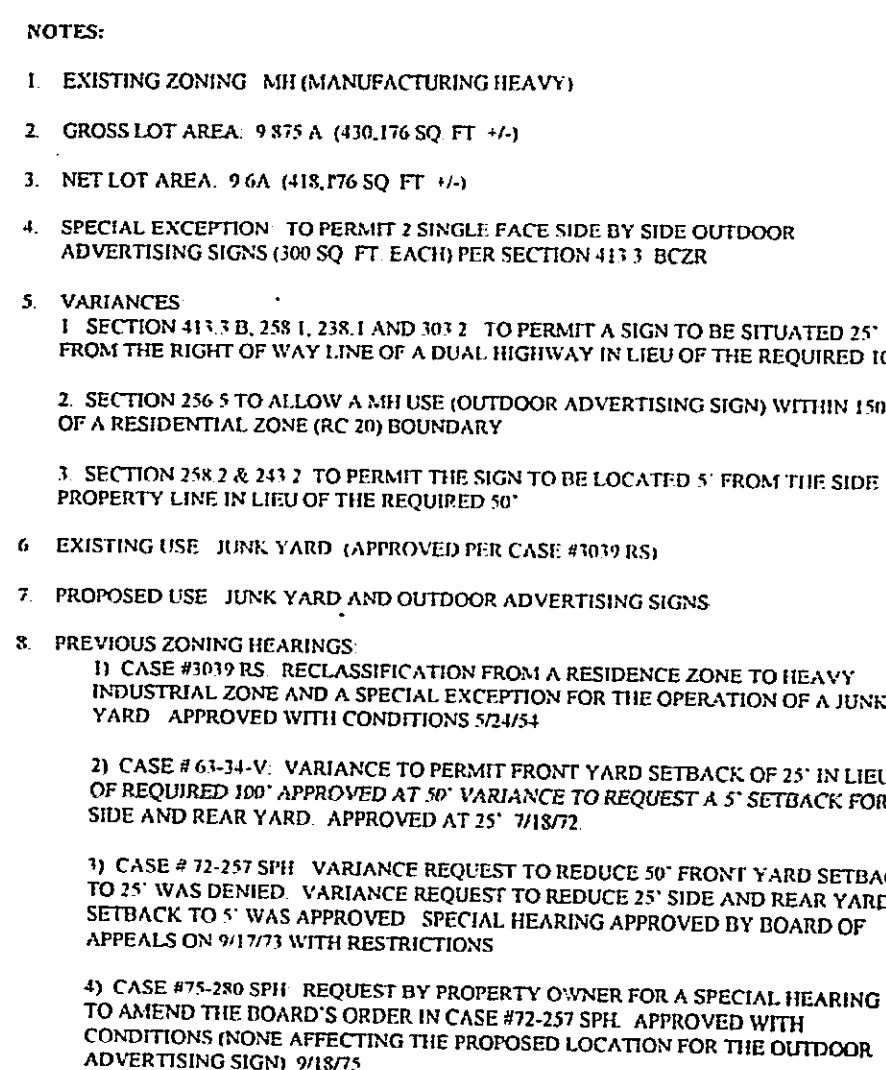 NOTES:
1. EXISTING ZONING MH (MANUFACTURING HEAVY)
2. GROSS LOT AREA: 9 875 A (430,176 SQ. FT +/-)
3. NET LOT AREA. 9 6A (418,176 SQ FT +/-)
4. SPECIAL EXCEPTION TO PERMIT 2 SINGLE FACE SIDE BY SIDE OUTDOOR
ADVERTISING SIGNS (300 SQ FT. EACH) PER SECTION 413 3 BCZR
5. VARIANCES
1 SECTION 413.3 B, 258 1, 238.1 AND 303 2 TO PERMIT A SIGN TO BE SITUATED 25'
FROM THE RIGHT OF WAY LINE OF A DUAL HIGHWAY IN LIEU OF THE REQUIRED 10
2. SECTION 256 5 TO ALLOW A MH USE (OUTDOOR ADVERTISING SIGN) WITHIN 150
OF A RESIDENTIAL ZONE (RC 20) BOUNDARY
3. SECTION 258.2 & 243 2 TO PERMIT THE SIGN TO BE LOCATED 5' FROM THE SIDE
PROPERTY LINE IN LIEU OF THE REQUIRED 50'
6 EXISTING USE JUNK YARD (APPROVED PER CASE #3039 RS)
7. PROPOSED USE JUNK YARD AND OUTDOOR ADVERTISING SIGNS
8. PREVIOUS ZONING HEARINGS:
1) CASE #3039 RS. RECLASSIFICATION FROM A RESIDENCE ZONE TO HEAVY
INDUSTRIAL ZONE AND A SPECIAL EXCEPTION FOR THE OPERATION OF A JUNK
YARD APPROVED WITH CONDITIONS 5/24/54
2) CASE # 63-34-V: VARIANCE TO PERMIT FRONT YARD SETBACK OF 25' IN LIEU
OF REQUIRED 100' APPROVED AT 50' VARIANCE TO REQUEST A 5' SETBACK FOR
SIDE AND REAR YARD. APPROVED AT 25' 7/18/72.
3) CASE # 72-257 SPH VARIANCE REQUEST TO REDUCE 50' FRONT YARD SETBA
TO 25' WAS DENIED. VARIANCE REQUEST TO REDUCE 25' SIDE AND REAR YARD
SETBACK TO 5' WAS APPROVED SPECIAL HEARING APPROVED BY BOARD OF
APPEALS ON 9/17/73 WITH RESTRICTIONS
4) CASE #75-280 SPH REQUEST BY PROPERTY OWNER FOR A SPECIAL HEARING
TO AMEND THE BOARD'S ORDER IN CASE #72-257 SPH. APPROVED WITH
CONDITIONS (NONE AFFECTING THE PROPOSED LOCATION FOR THE OUTDOOR
ADVERTISING SIGN) 9/18/75